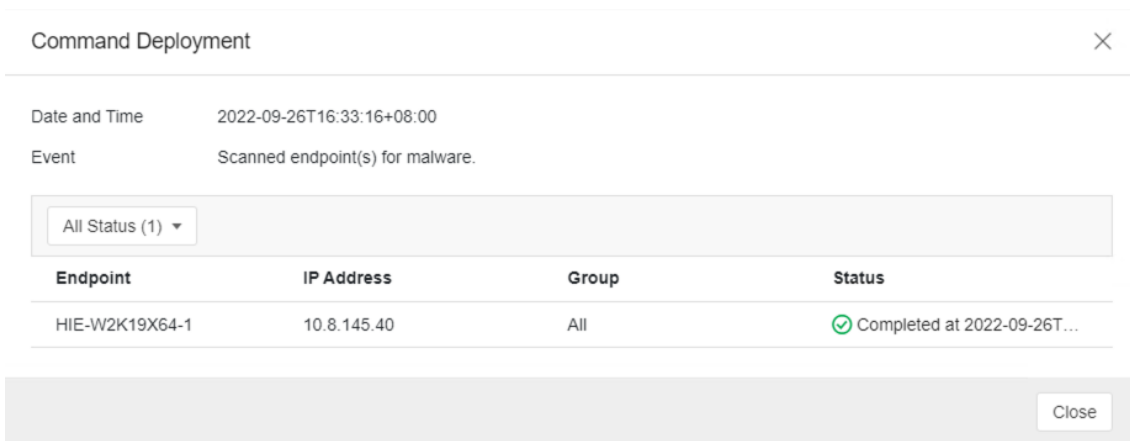 Command Deployment
Date and Time 2022-09-26T16:33:16+08:00
Event Scanned endpoint(s) for malware.
All Status (1)
Endpoint IP Address Group Status
HIE-W2K19X64-1 10.8.145.40 All Completed at 2022-09-26T...
Close